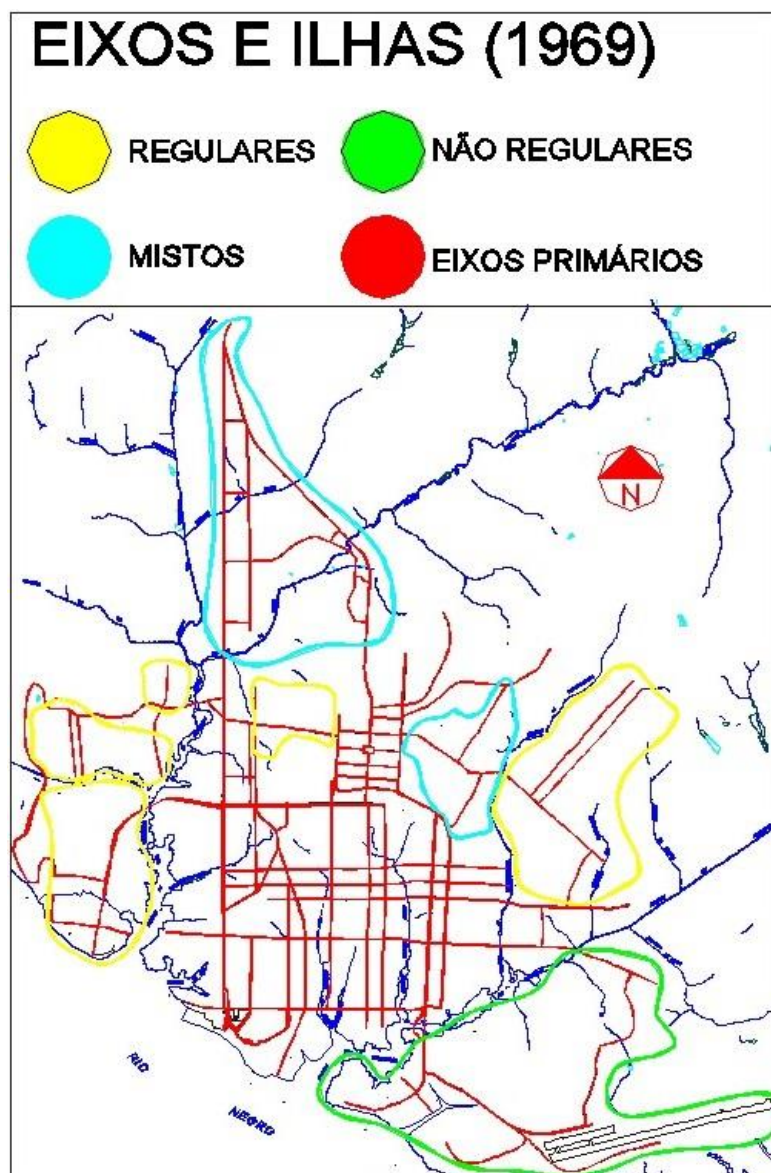 EIXOS E ILHAS (1969)
REGULARES
NÃO REGULARES
MISTOS
EIXOS PRIMÁRIOS
N
RIO
NEGRO